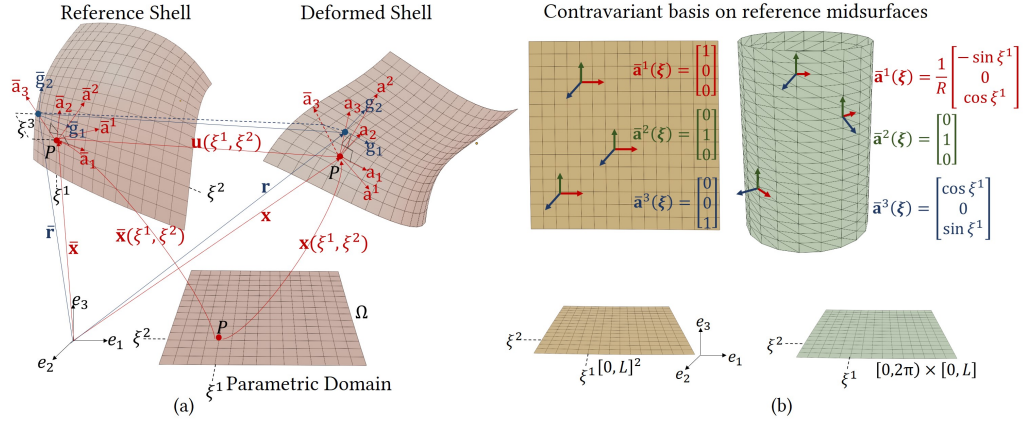 Reference Shell
Deformed Shell
Contravariant basis on reference midsurfaces
ā₃
ḡ₂
ā₂
ā²
ξ³
ḡ₁
ā¹
P
ā₁
ξ¹
ξ²
u(ξ¹, ξ²)
ā₃
a₃
a²
g₂
a₂
g₁
P
a₁
a¹
r̄
x̄
r
x
x̄(ξ¹, ξ²)
x(ξ¹, ξ²)
e₃
e₁
e₂
P
Ω
ξ²
ξ¹
Parametric Domain
(a)
ā¹(ξ) = [1 0 0]
ā²(ξ) = [0 1 0]
ā³(ξ) = [0 0 1]
ā¹(ξ) = 1/R [− sin ξ¹ 0 cos ξ¹]
ā²(ξ) = [0 1 0]
ā³(ξ) = [cos ξ¹ 0 sin ξ¹]
ξ²
ξ¹
[0, L]²
e₃
e₁
e₂
ξ²
ξ¹
[0,2π) × [0, L]
(b)